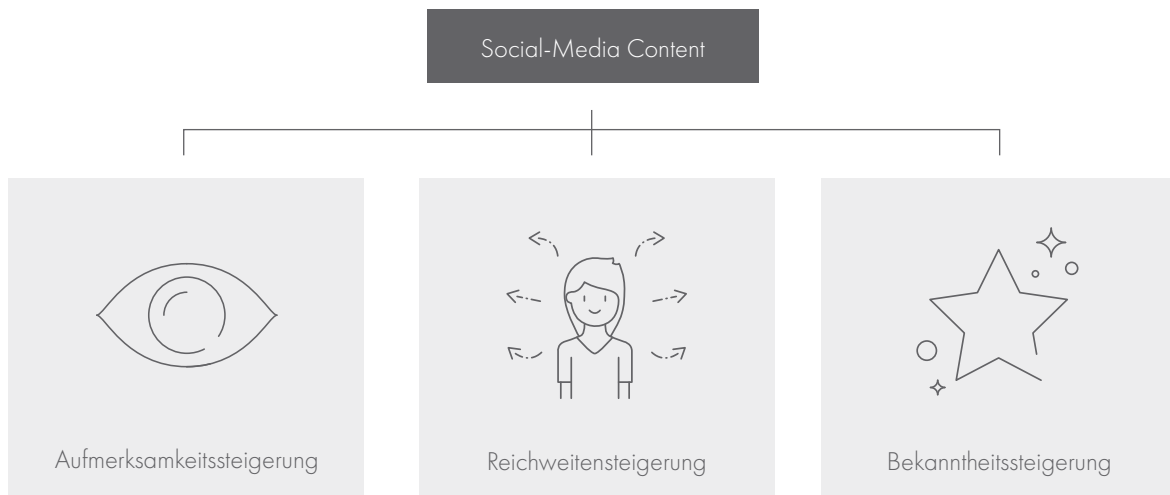 Social-Media Content
Aufmerksamkeitssteigerung
Reichweitensteigerung
Bekanntheitssteigerung